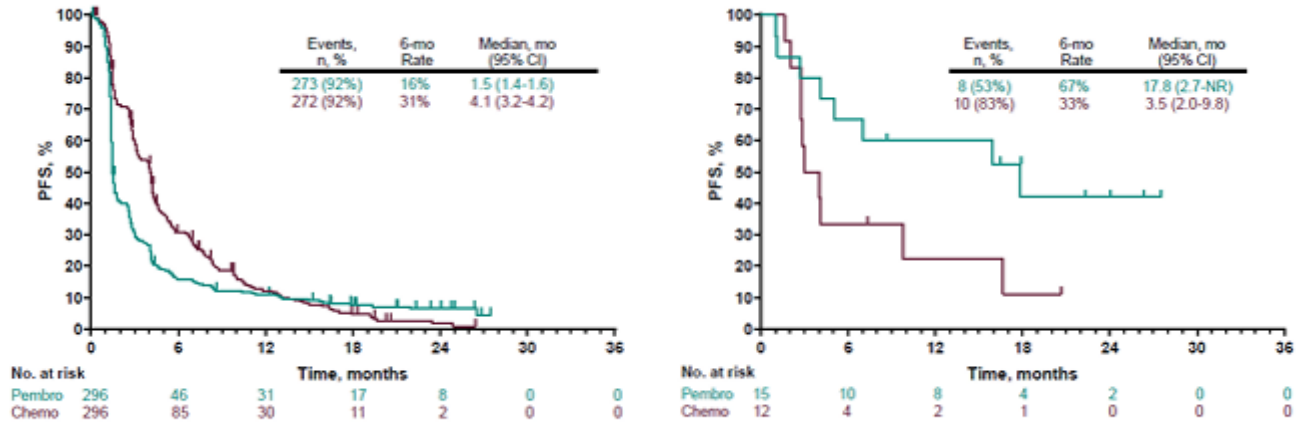 100
90
80
70
60
50
40
30
20
10
0
PFS, %
Events, n, %
6-mo Rate
Median, mo (95% CI)
273 (92%) 16% 1.5 (1.4-1.6)
272 (92%) 31% 4.1 (3.2-4.2)
0 6 12 18 24 30 36
No. at risk Time, months
Pembro 296 46 31 17 8 0 0
Chemo 296 85 30 11 2 0 0
100
90
80
70
60
50
40
30
20
10
0
PFS, %
Events, n, %
6-mo Rate
Median, mo (95% CI)
8 (53%) 67% 17.8 (2.7-NR)
10 (83%) 33% 3.5 (2.0-9.8)
0 6 12 18 24 30 36
No. at risk Time, months
Pembro 15 10 8 4 2 0 0
Chemo 12 4 2 1 0 0 0